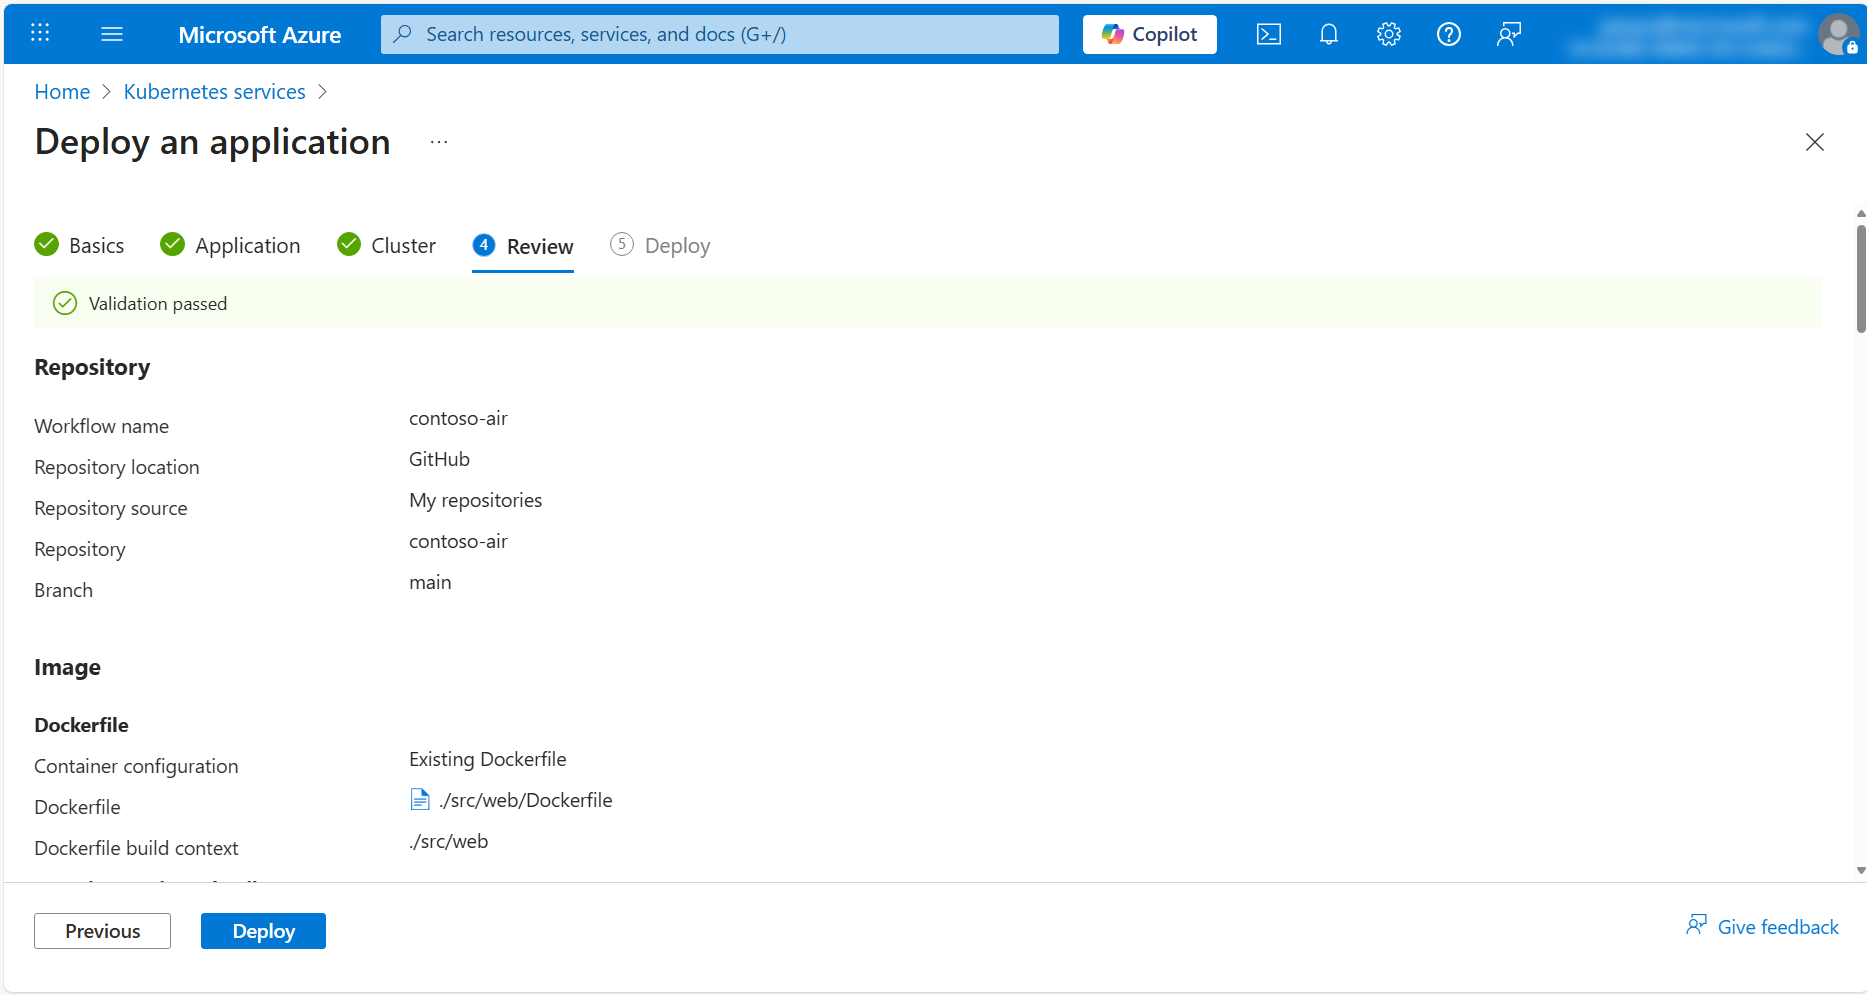 Microsoft Azure
Search resources, services, and docs (G+/)
Copilot
Home > Kubernetes services >
Deploy an application ...
Basics
Application
Cluster
4 Review
5 Deploy
Validation passed
Repository
Workflow name contoso-air
Repository location GitHub
Repository source My repositories
Repository contoso-air
Branch main
Image
Dockerfile
Container configuration Existing Dockerfile
Dockerfile ./src/web/Dockerfile
Dockerfile build context ./src/web
Previous
Deploy
Give feedback